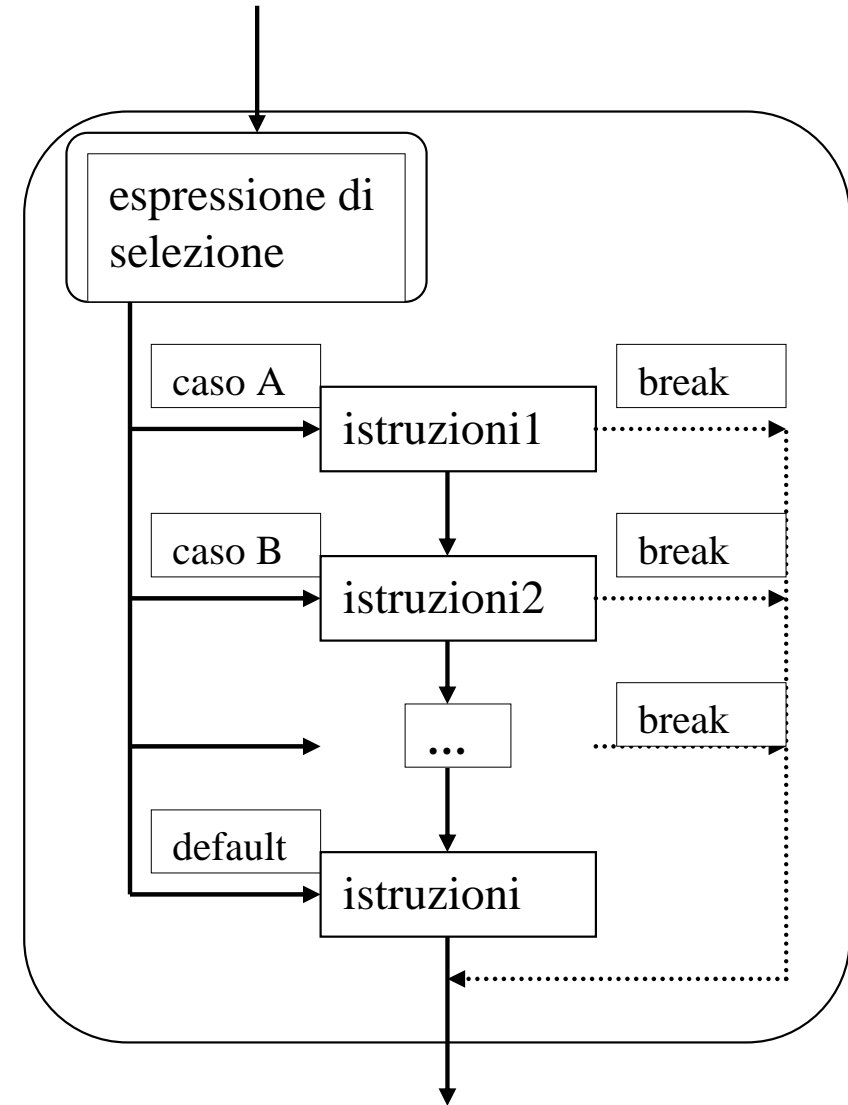 espressione di
selezione
caso A
break
istruzioni1
caso B
break
istruzioni2
break
...
default
istruzioni